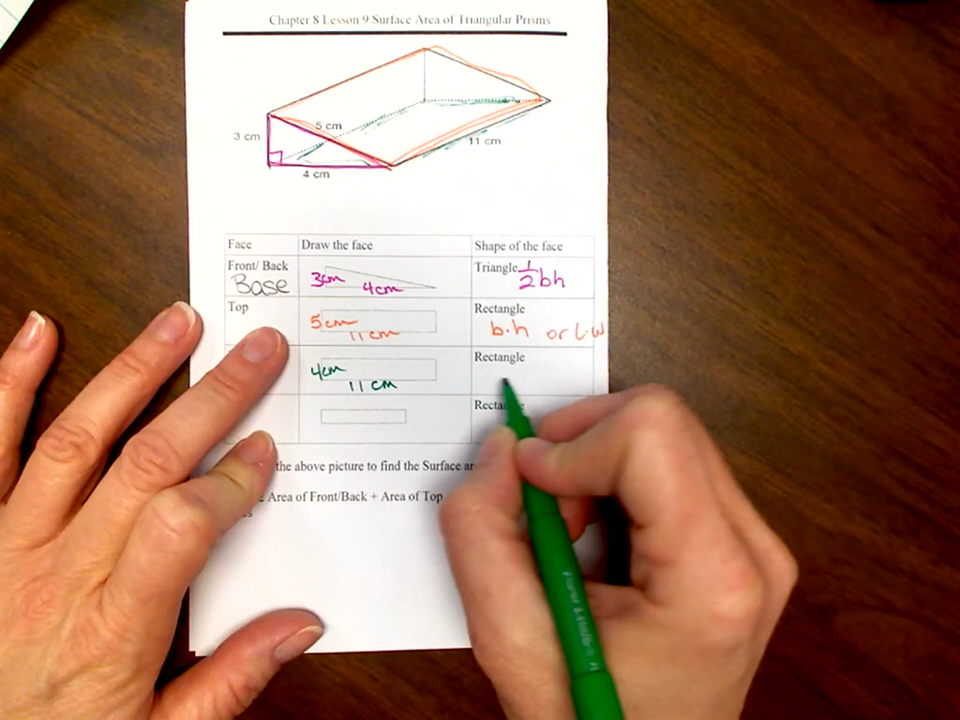 Chapter 8 Lesson 9 Surface Area of Triangular Prisms
5 cm
3 cm
11 cm
4 cm
Face Draw the face Shape of the face
Front/ Back Triangle 1/2 bh
Base 3cm 4cm
Top Rectangle
5cm 11cm b·h or L·w
Rectangle
4cm 11cm
the above picture to find the Surface
Area of Front/Back + Area of Top